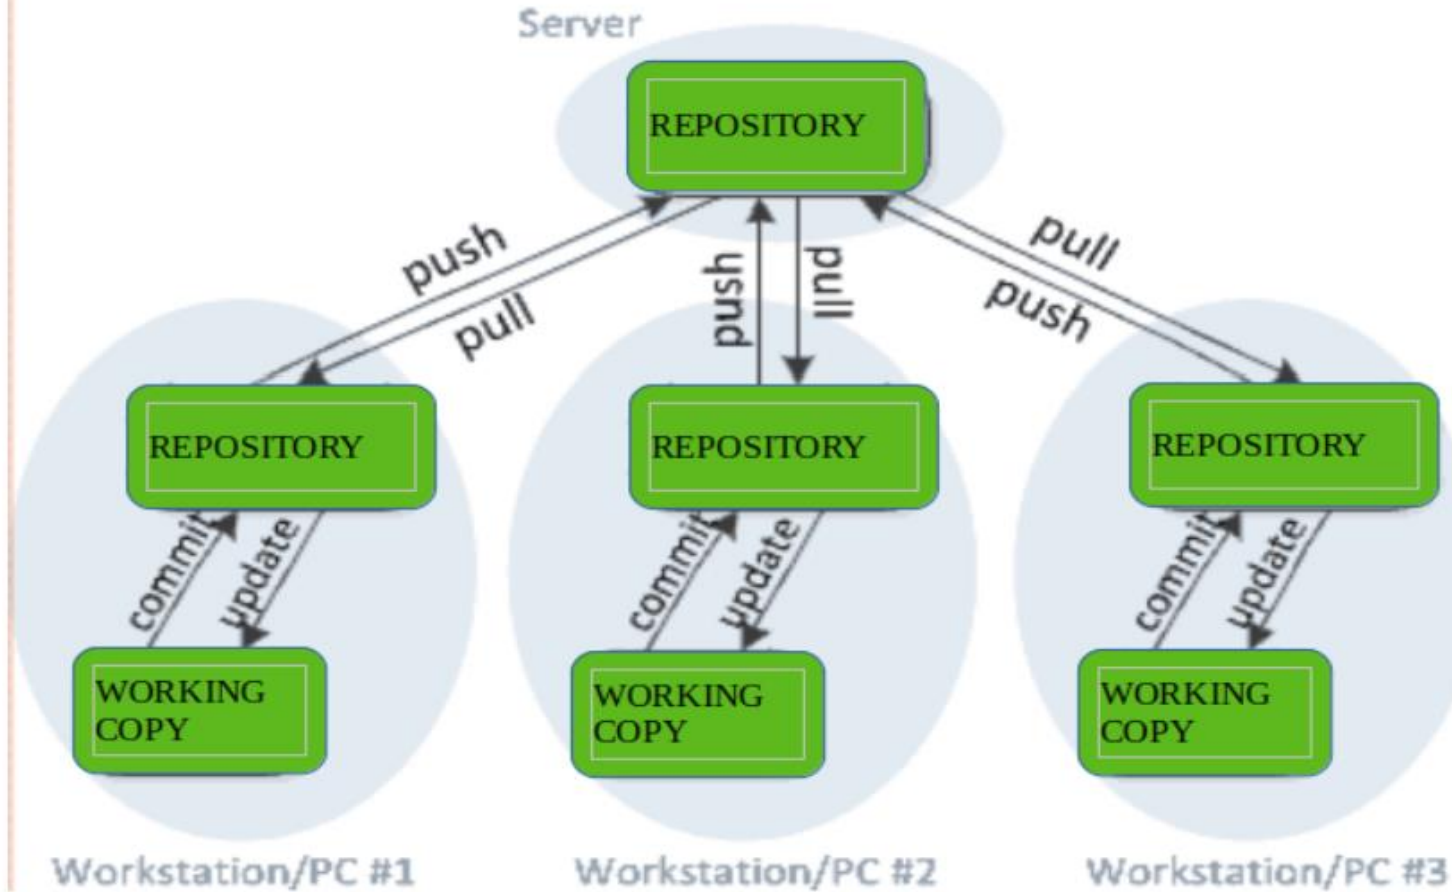 Server
REPOSITORY
push
pull
push
pull
pull
push
REPOSITORY
REPOSITORY
REPOSITORY
commit
update
commit
update
commit
update
WORKING
COPY
WORKING
COPY
WORKING
COPY
Workstation/PC #1
Workstation/PC #2
Workstation/PC #3